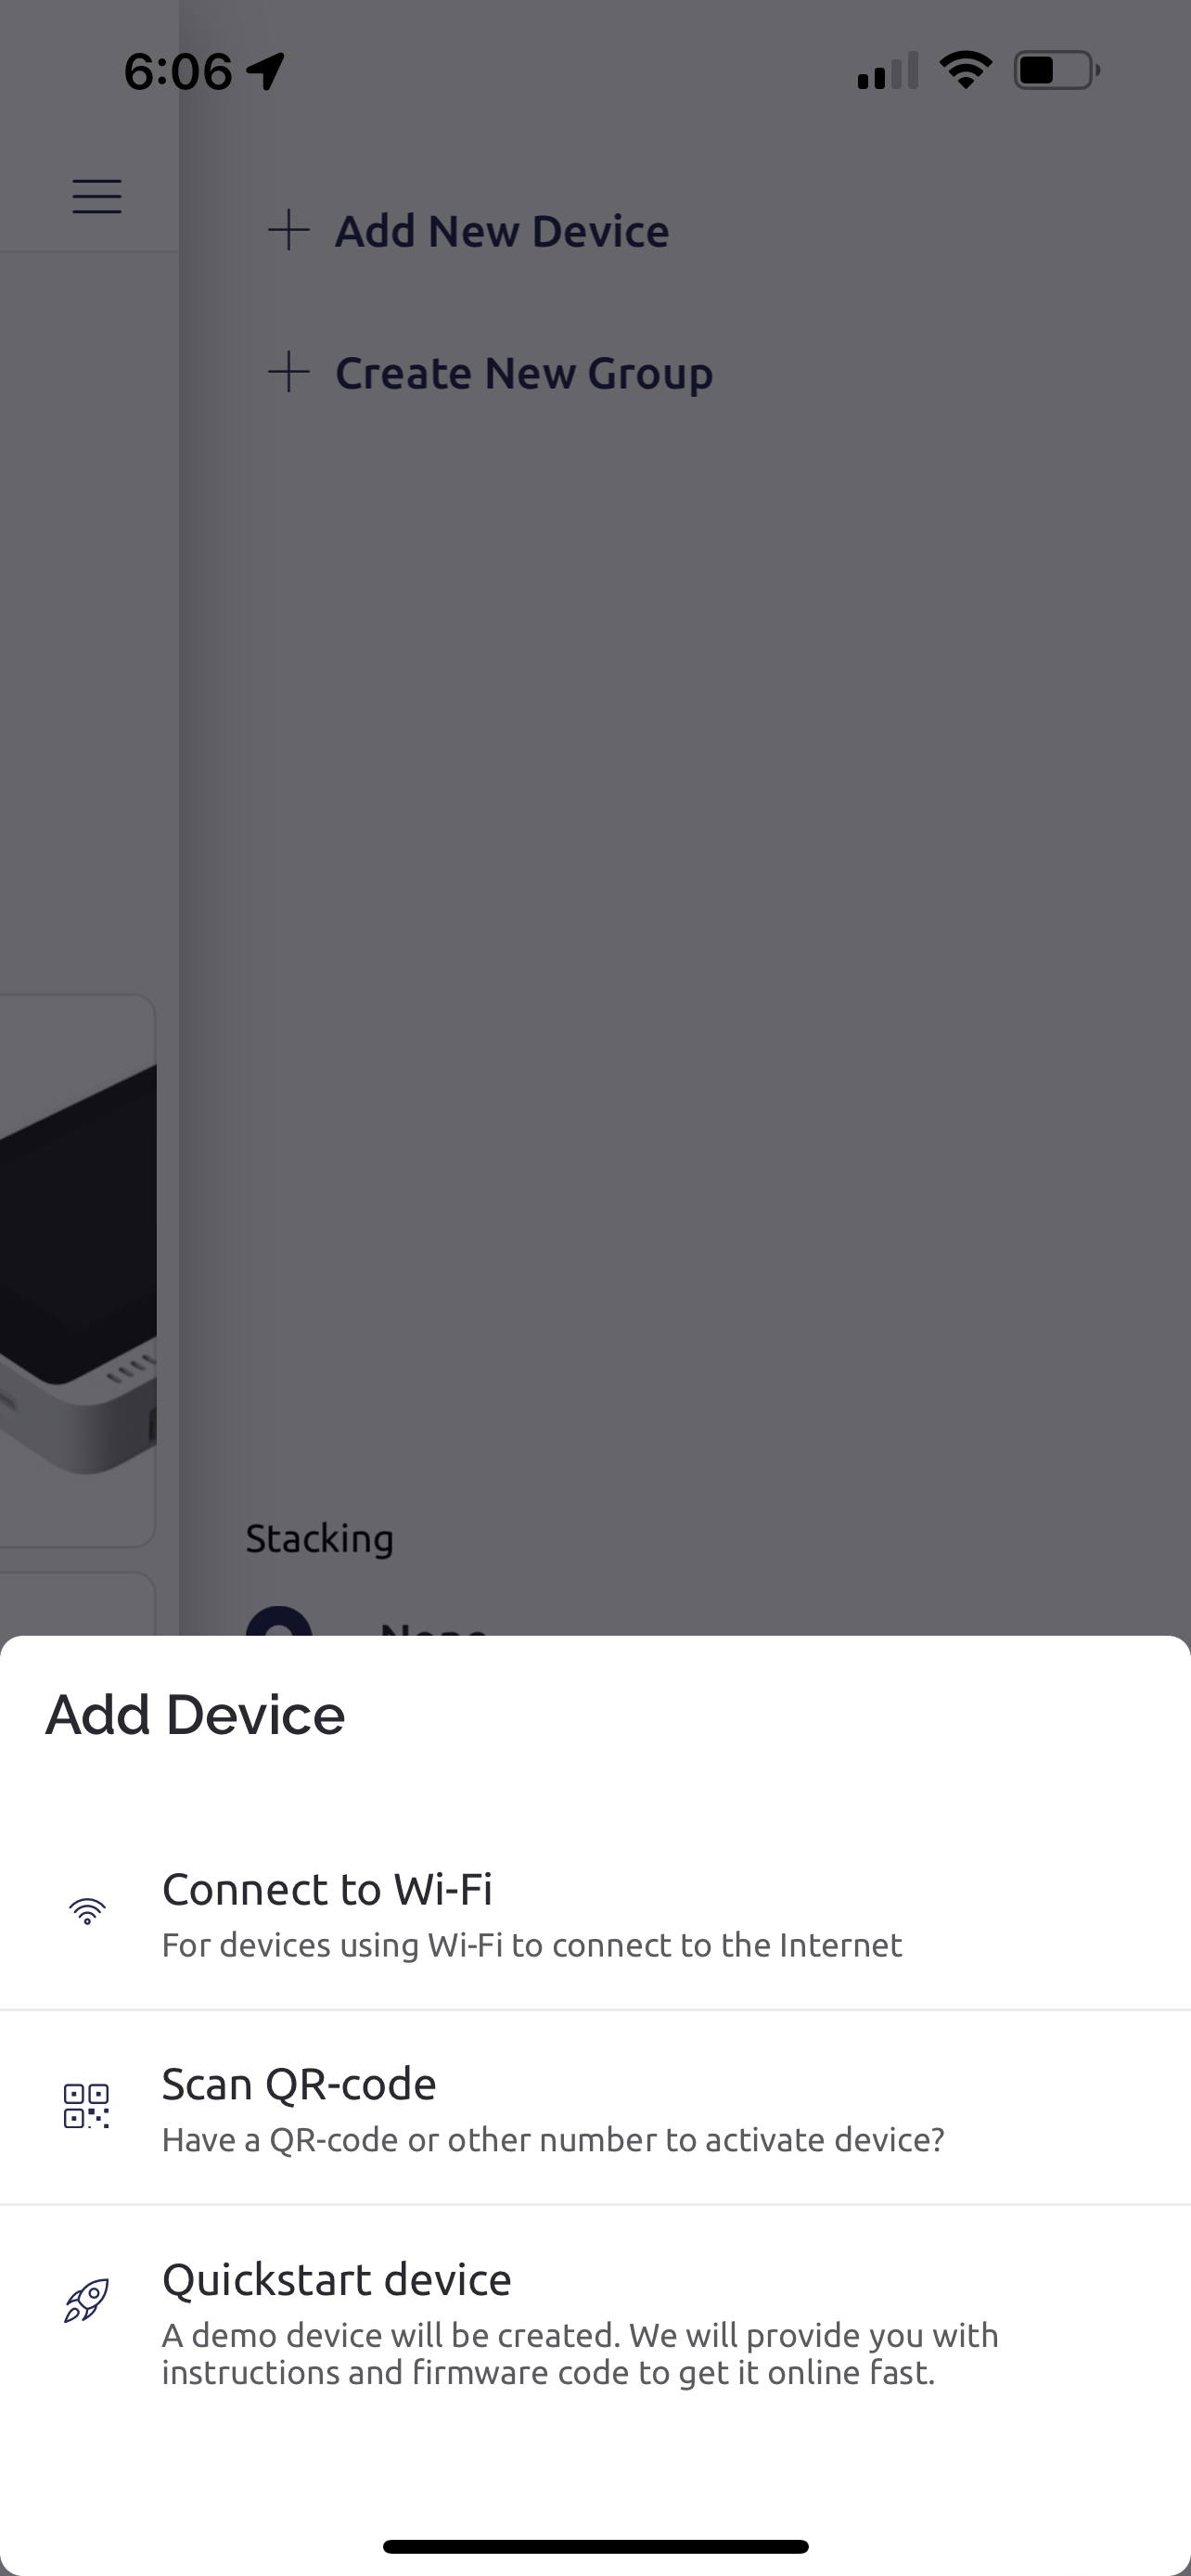 6:06
Add New Device
Create New Group
Stacking
None
Add Device
Connect to Wi-Fi
For devices using Wi-Fi to connect to the Internet
Scan QR-code
Have a QR-code or other number to activate device?
Quickstart device
A demo device will be created. We will provide you with
instructions and firmware code to get it online fast.